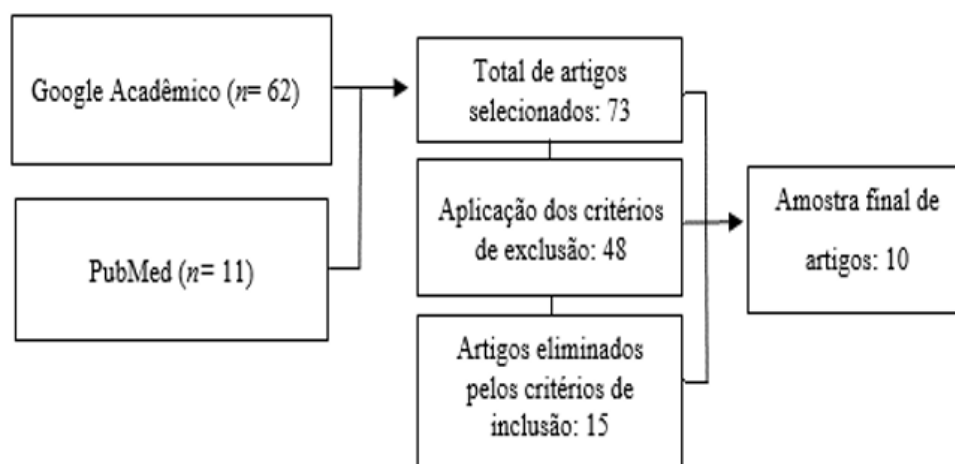 Google Acadêmico (n= 62)
PubMed (n= 11)
Total de artigos
selecionados: 73
Aplicação dos critérios
de exclusão: 48
Artigos eliminados
pelos critérios de
inclusão: 15
Amostra final de
artigos: 10